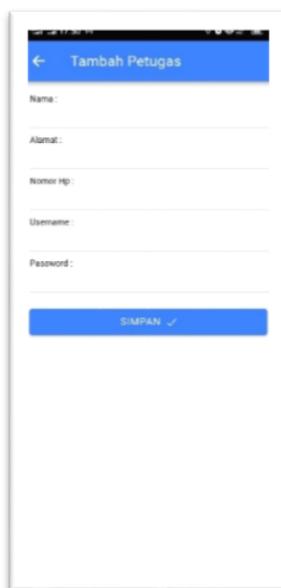 Tambah Petugas
Nama :
Alamat :
Nomor Hp :
Username :
Password :
SIMPAN